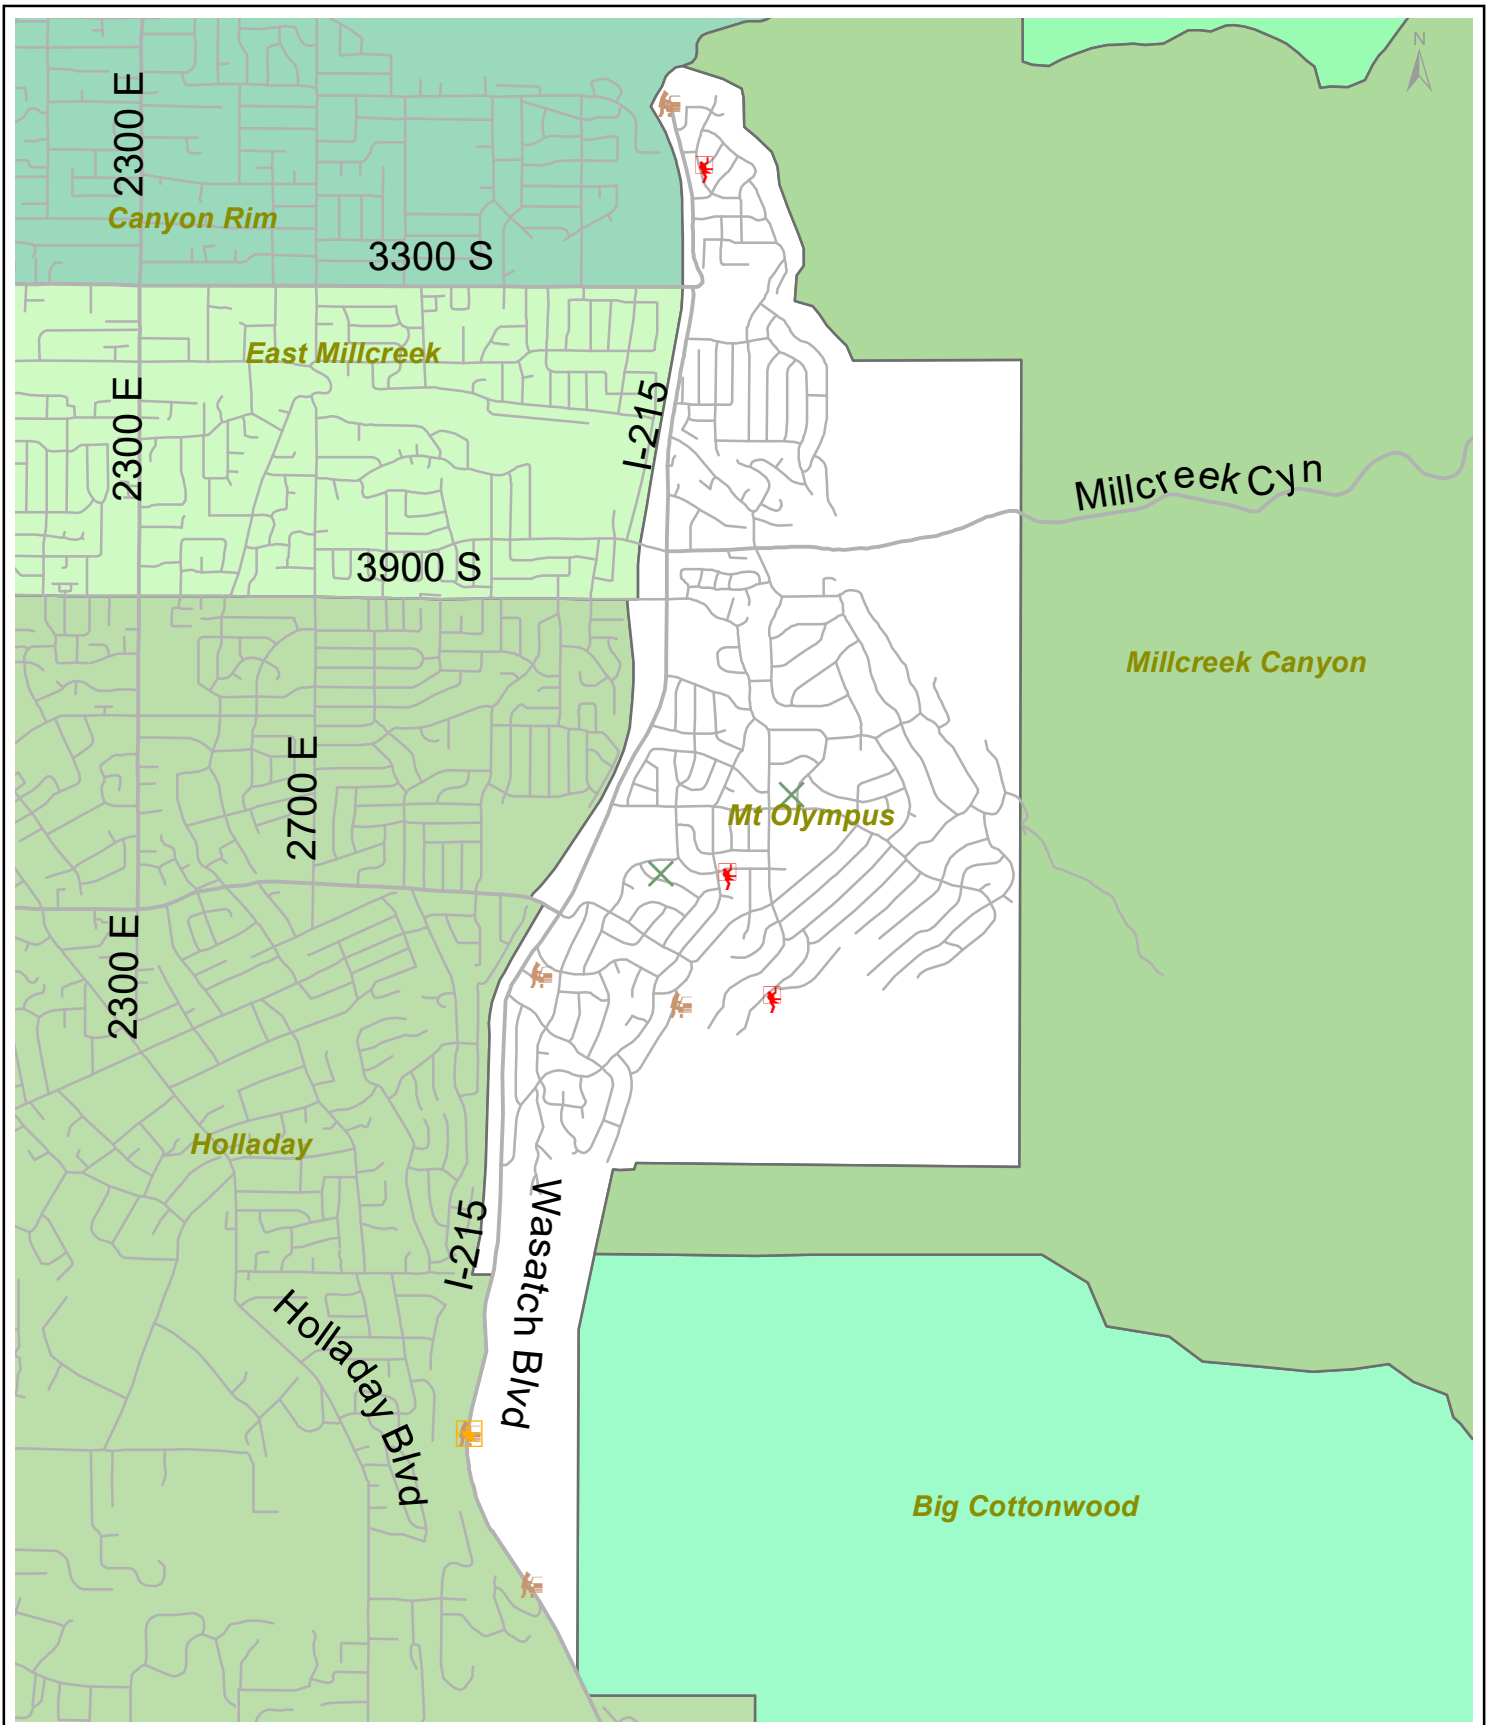 N
2300 E
Canyon Rim
3300 S
East Millcreek
2300 E
I-215
Millcreek Cyn
3900 S
Millcreek Canyon
2700 E
Mt Olympus
2300 E
Holladay
I-215
Wasatch Blvd
Holladay Blvd
Big Cottonwood